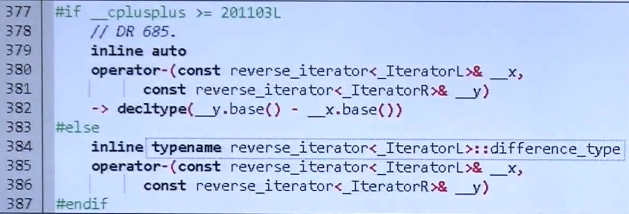 377 #if __cplusplus >= 201103L
378 // DR 685.
379 inline auto
380 operator-(const reverse_iterator<_IteratorL>& __x,
381 const reverse_iterator<_IteratorR>& __y)
382 -> decltype(__y.base() - __x.base())
383 #else
384 inline typename reverse_iterator<_IteratorL>::difference_type
385 operator-(const reverse_iterator<_IteratorL>& __x,
386 const reverse_iterator<_IteratorR>& __y)
387 #endif